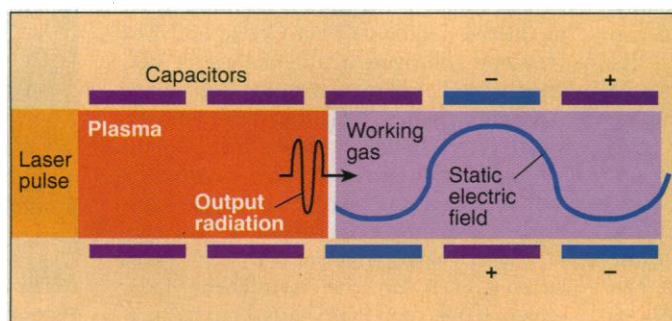 Capacitors
–
+
Plasma
Working
gas
Laser
pulse
Static
electric
field
Output
radiation
+
–